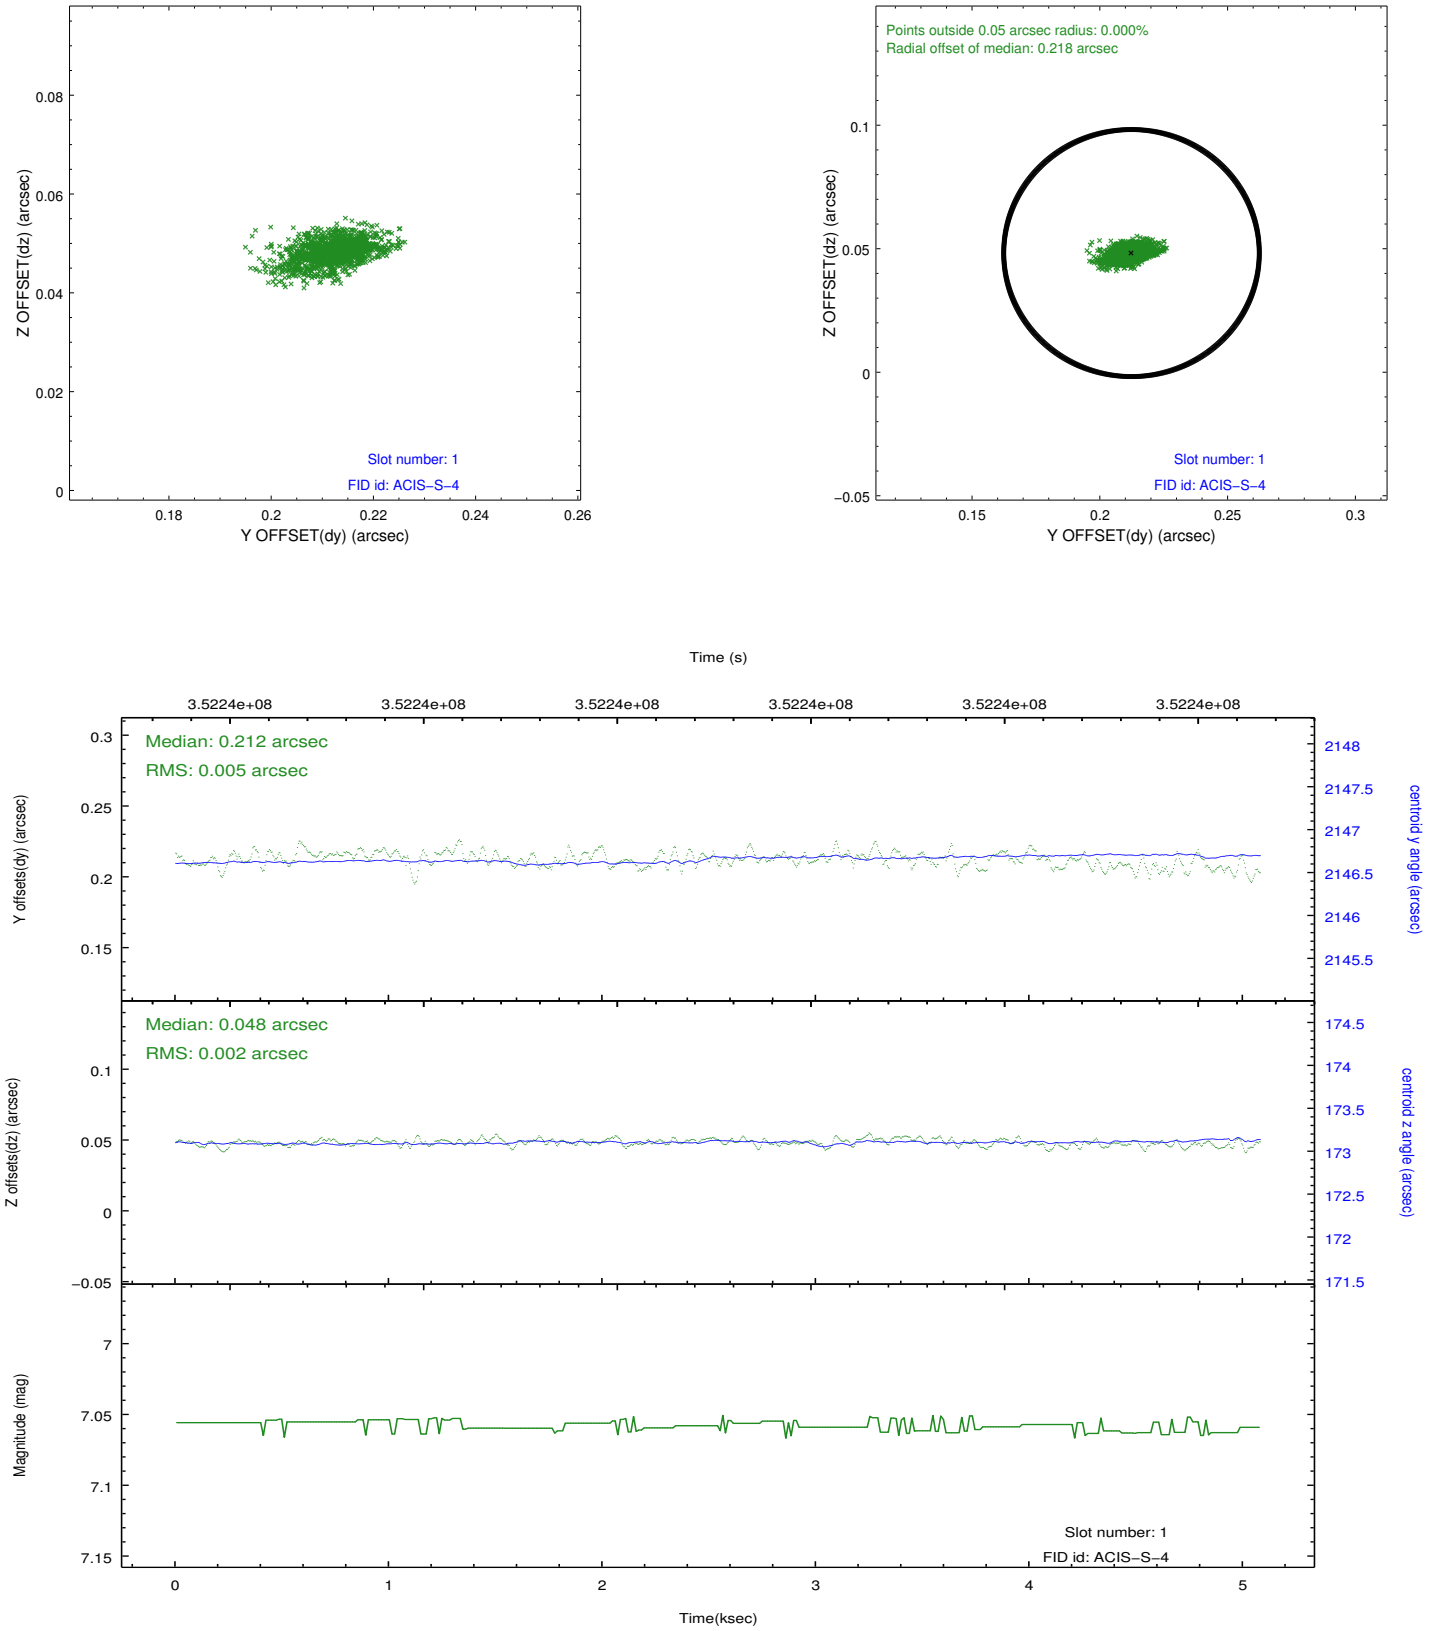 0.08
0.06
0.04
0.02
0
Z OFFSET(dz) (arcsec)
Slot number: 1
FID id: ACIS−S−4
0.18
0.2
0.22
0.24
0.26
Y OFFSET(dy) (arcsec)
Points outside 0.05 arcsec radius: 0.000%
Radial offset of median: 0.218 arcsec
0.1
0.05
0
−0.05
Z OFFSET(dz) (arcsec)
Slot number: 1
FID id: ACIS−S−4
0.15
0.2
0.25
0.3
Y OFFSET(dy) (arcsec)
Time (s)
3.5224e+08
3.5224e+08
3.5224e+08
3.5224e+08
3.5224e+08
3.5224e+08
Median: 0.212 arcsec
RMS: 0.005 arcsec
0.3
0.25
0.2
0.15
Y offsets(dy) (arcsec)
2148
2147.5
2147
2146.5
2146
2145.5
centroid y angle (arcsec)
Median: 0.048 arcsec
RMS: 0.002 arcsec
0.1
0.05
0
−0.05
Z offsets(dz) (arcsec)
174.5
174
173.5
173
172.5
172
171.5
centroid z angle (arcsec)
7
7.05
7.1
7.15
Magnitude (mag)
Slot number: 1
FID id: ACIS−S−4
0
1
2
3
4
5
Time(ksec)